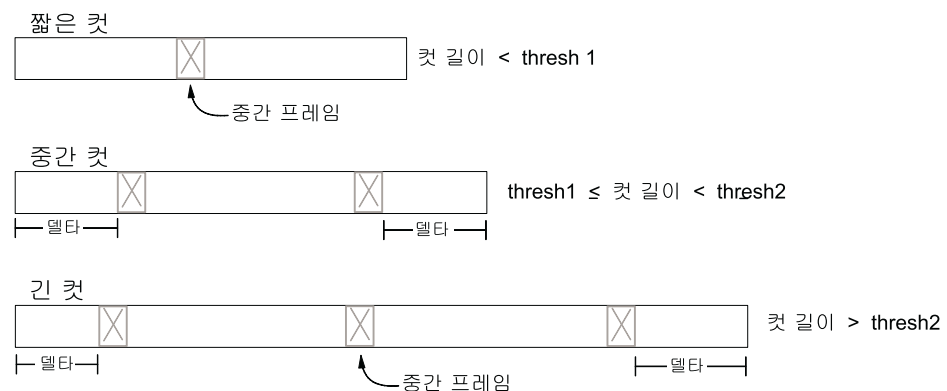 짧은 컷
컷 길이 < thresh 1
중간 프레임
중간 컷
thresh1 ≤ 컷 길이 < thresh2
델타
델타
긴 컷
컷 길이 > thresh2
델타
델타
중간 프레임